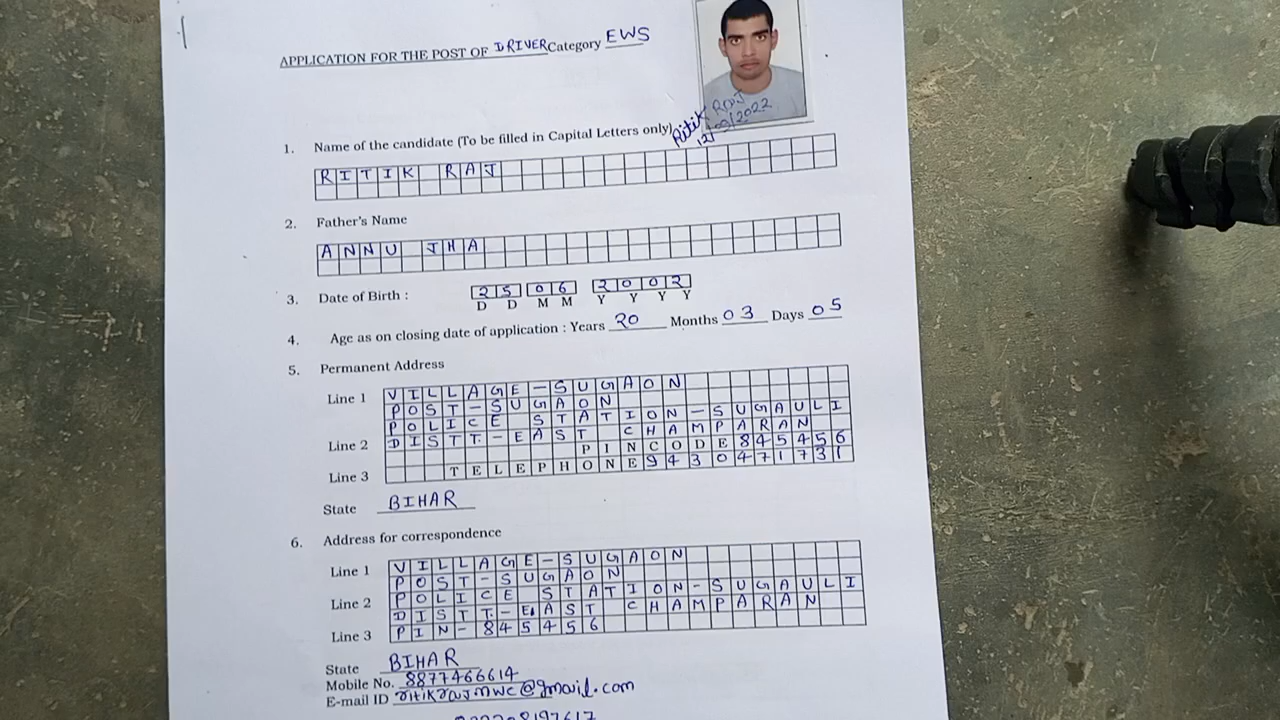 APPLICATION FOR THE POST OF DRIVER Category EWS
Ritik Raj
12/09/2022
1. Name of the candidate (To be filled in Capital Letters only)
RITIK RAJ
2. Father's Name
ANNU JHA
3. Date of Birth : 25 06 2002
D D M M Y Y Y Y
4. Age as on closing date of application : Years 20 Months 03 Days 05
5. Permanent Address
Line 1 VILLAGE-SUGAON
POST-SUGAON
POLICE STATION-SUGAULI
Line 2 DISTT.-EAST CHAMPARAN
PINCODE 845456
Line 3 TELEPHONE 9430471731
State BIHAR
6. Address for correspondence
Line 1 VILLAGE-SUGAON
POST-SUGAON
Line 2 POLICE STATION-SUGAULI
DISTT.-EAST CHAMPARAN
Line 3 PIN-845456
State BIHAR
Mobile No. 8877466614
E-mail ID ritikrajmwc@gmail.com